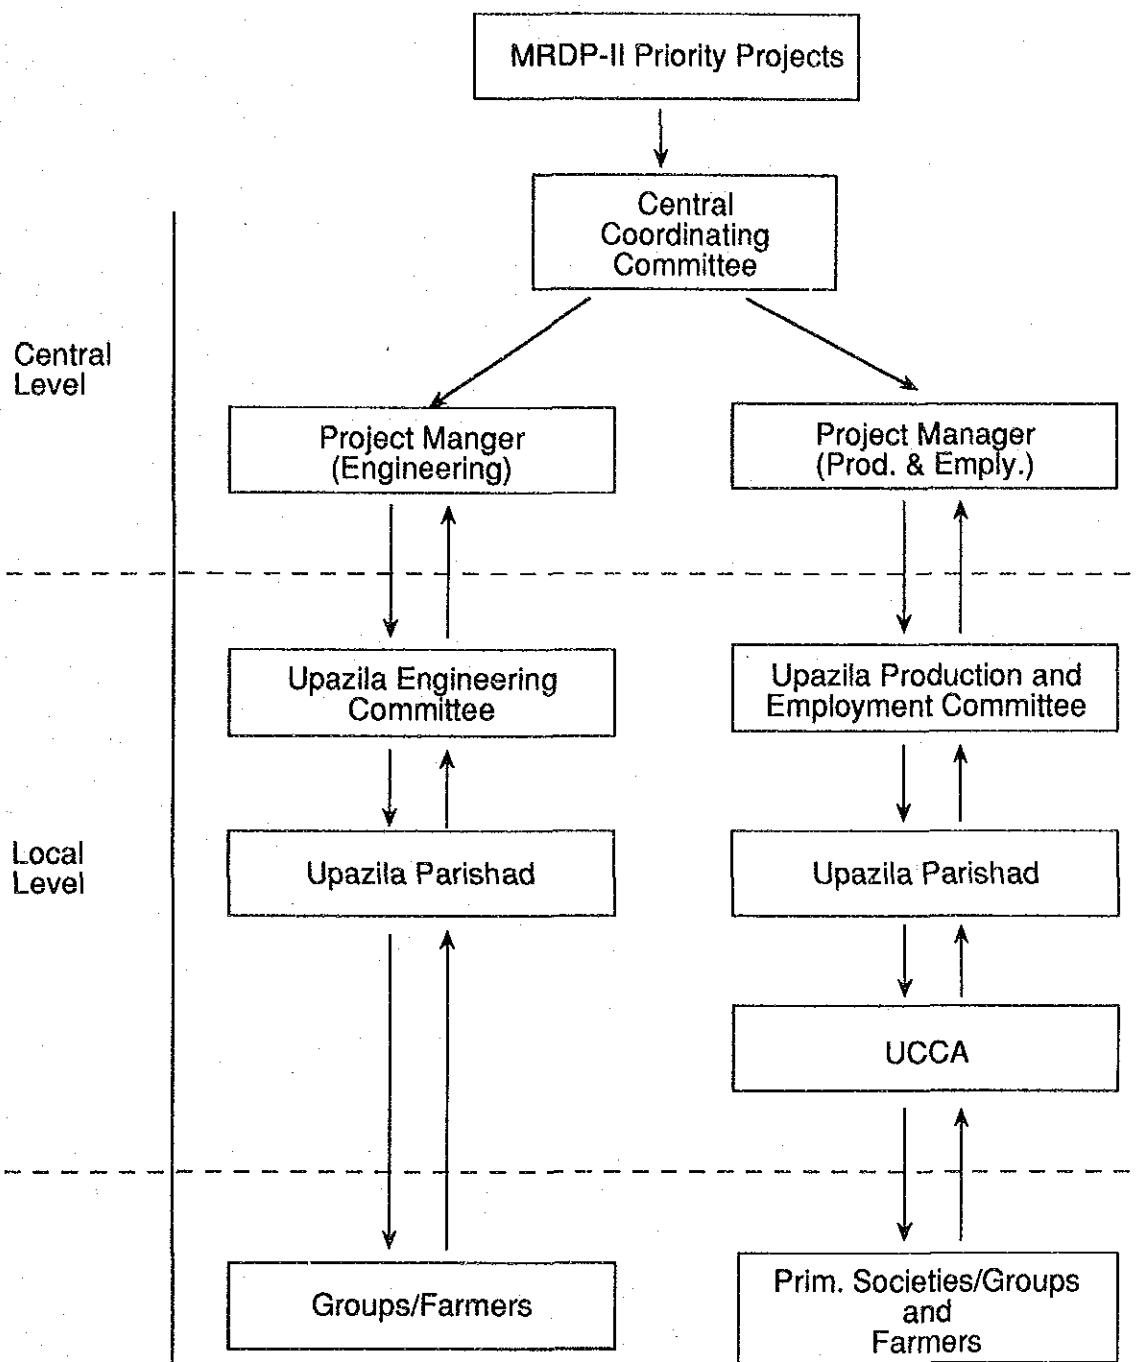 MRDP-II Priority Projects
Central
Coordinating
Committee
Central
Level
Project Manger
(Engineering)
Project Manager
(Prod. & Emply.)
Upazila Engineering
Committee
Upazila Production and
Employment Committee
Local
Level
Upazila Parishad
Upazila Parishad
UCCA
Groups/Farmers
Prim. Societies/Groups
and
Farmers